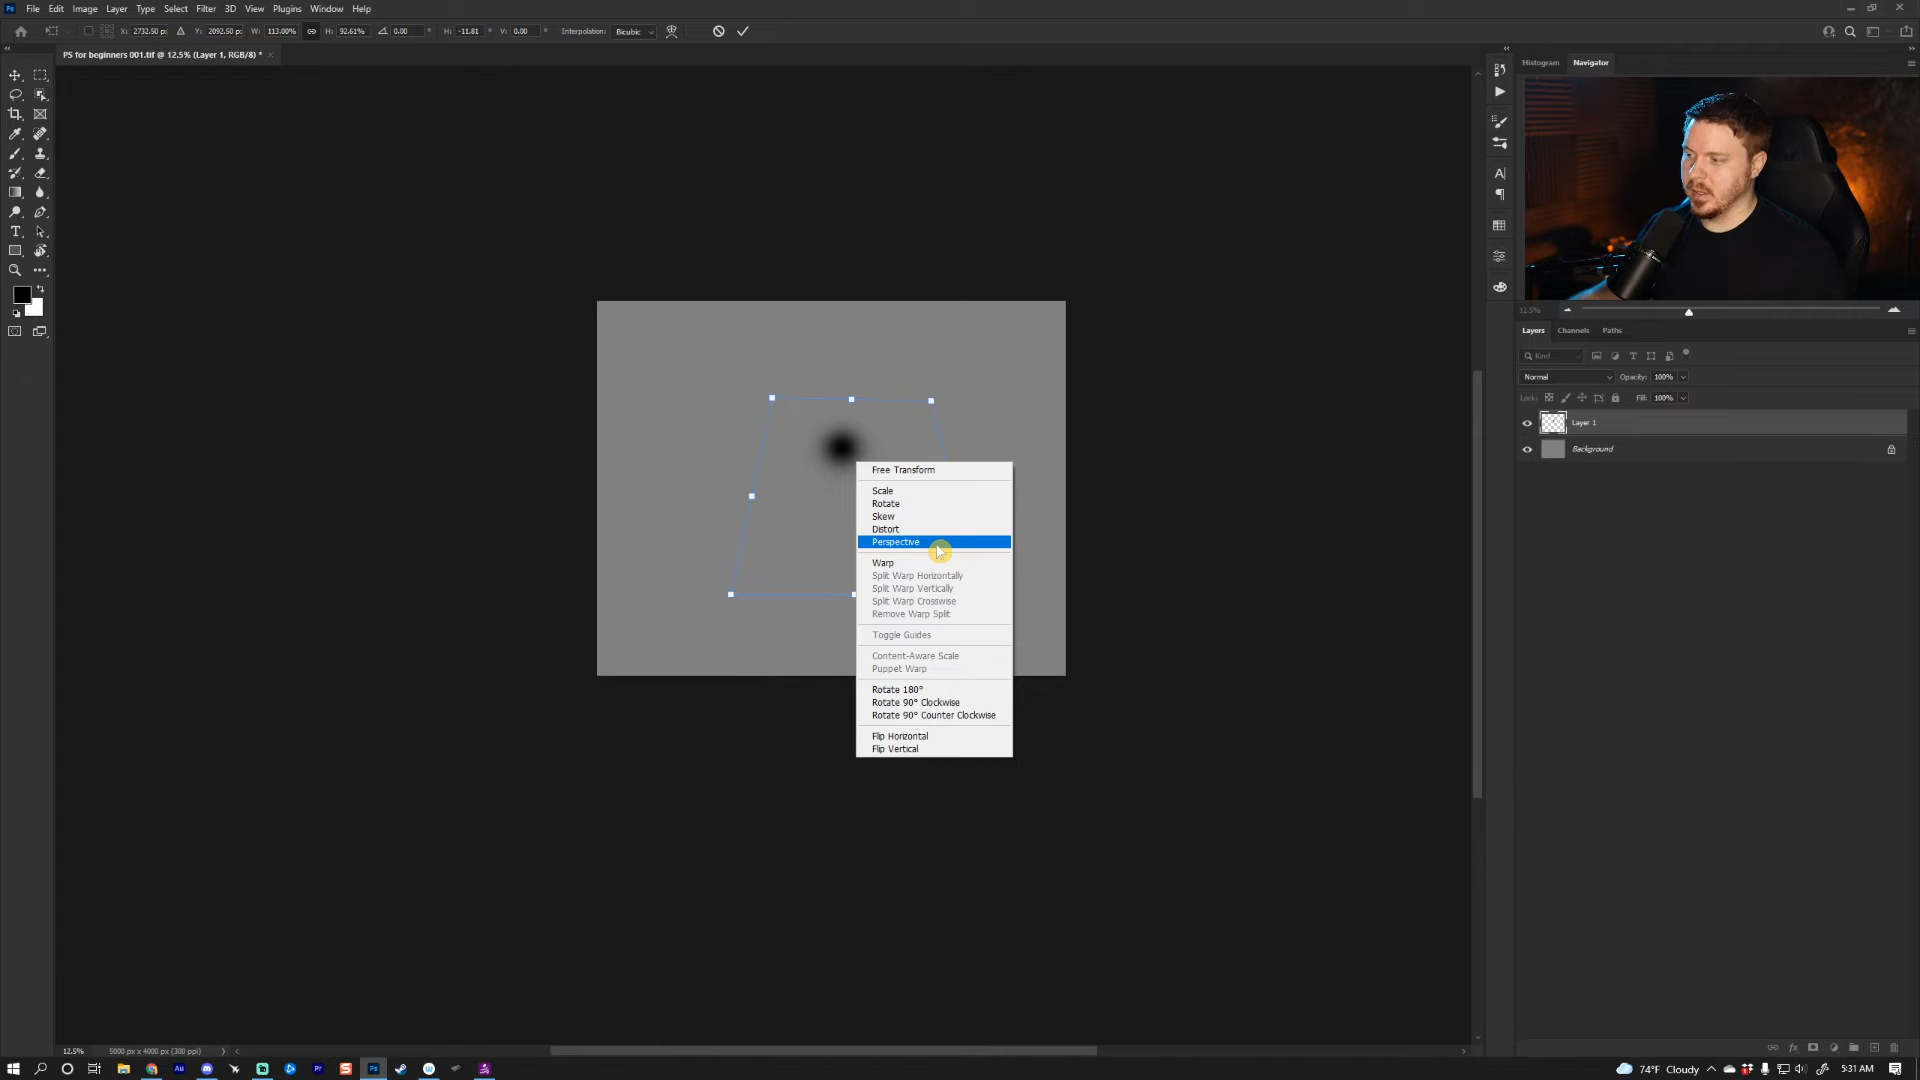 Ps File Edit Image Layer Type Select Filter 3D View Plugins Window Help
X: 2732.50 p: Y: 2092.50 p: W: 113.00% H: 92.61% 0.00 ° H: -11.81 ° V: 0.00 ° Interpolation: Bicubic
PS for beginners 001.tif @ 12.5% (Layer 1, RGB/8) *
Histogram Navigator
12.5%
Layers Channels Paths
Kind
Normal Opacity: 100%
Lock: Fill: 100%
Layer 1
Background
Free Transform
Scale
Rotate
Skew
Distort
Perspective
Warp
Split Warp Horizontally
Split Warp Vertically
Split Warp Crosswise
Remove Warp Split
Toggle Guides
Content-Aware Scale
Puppet Warp
Rotate 180°
Rotate 90° Clockwise
Rotate 90° Counter Clockwise
Flip Horizontal
Flip Vertical
12.5% 5000 px x 4000 px (300 ppi)
Au Pr S Ps W 74°F Cloudy 5:31 AM